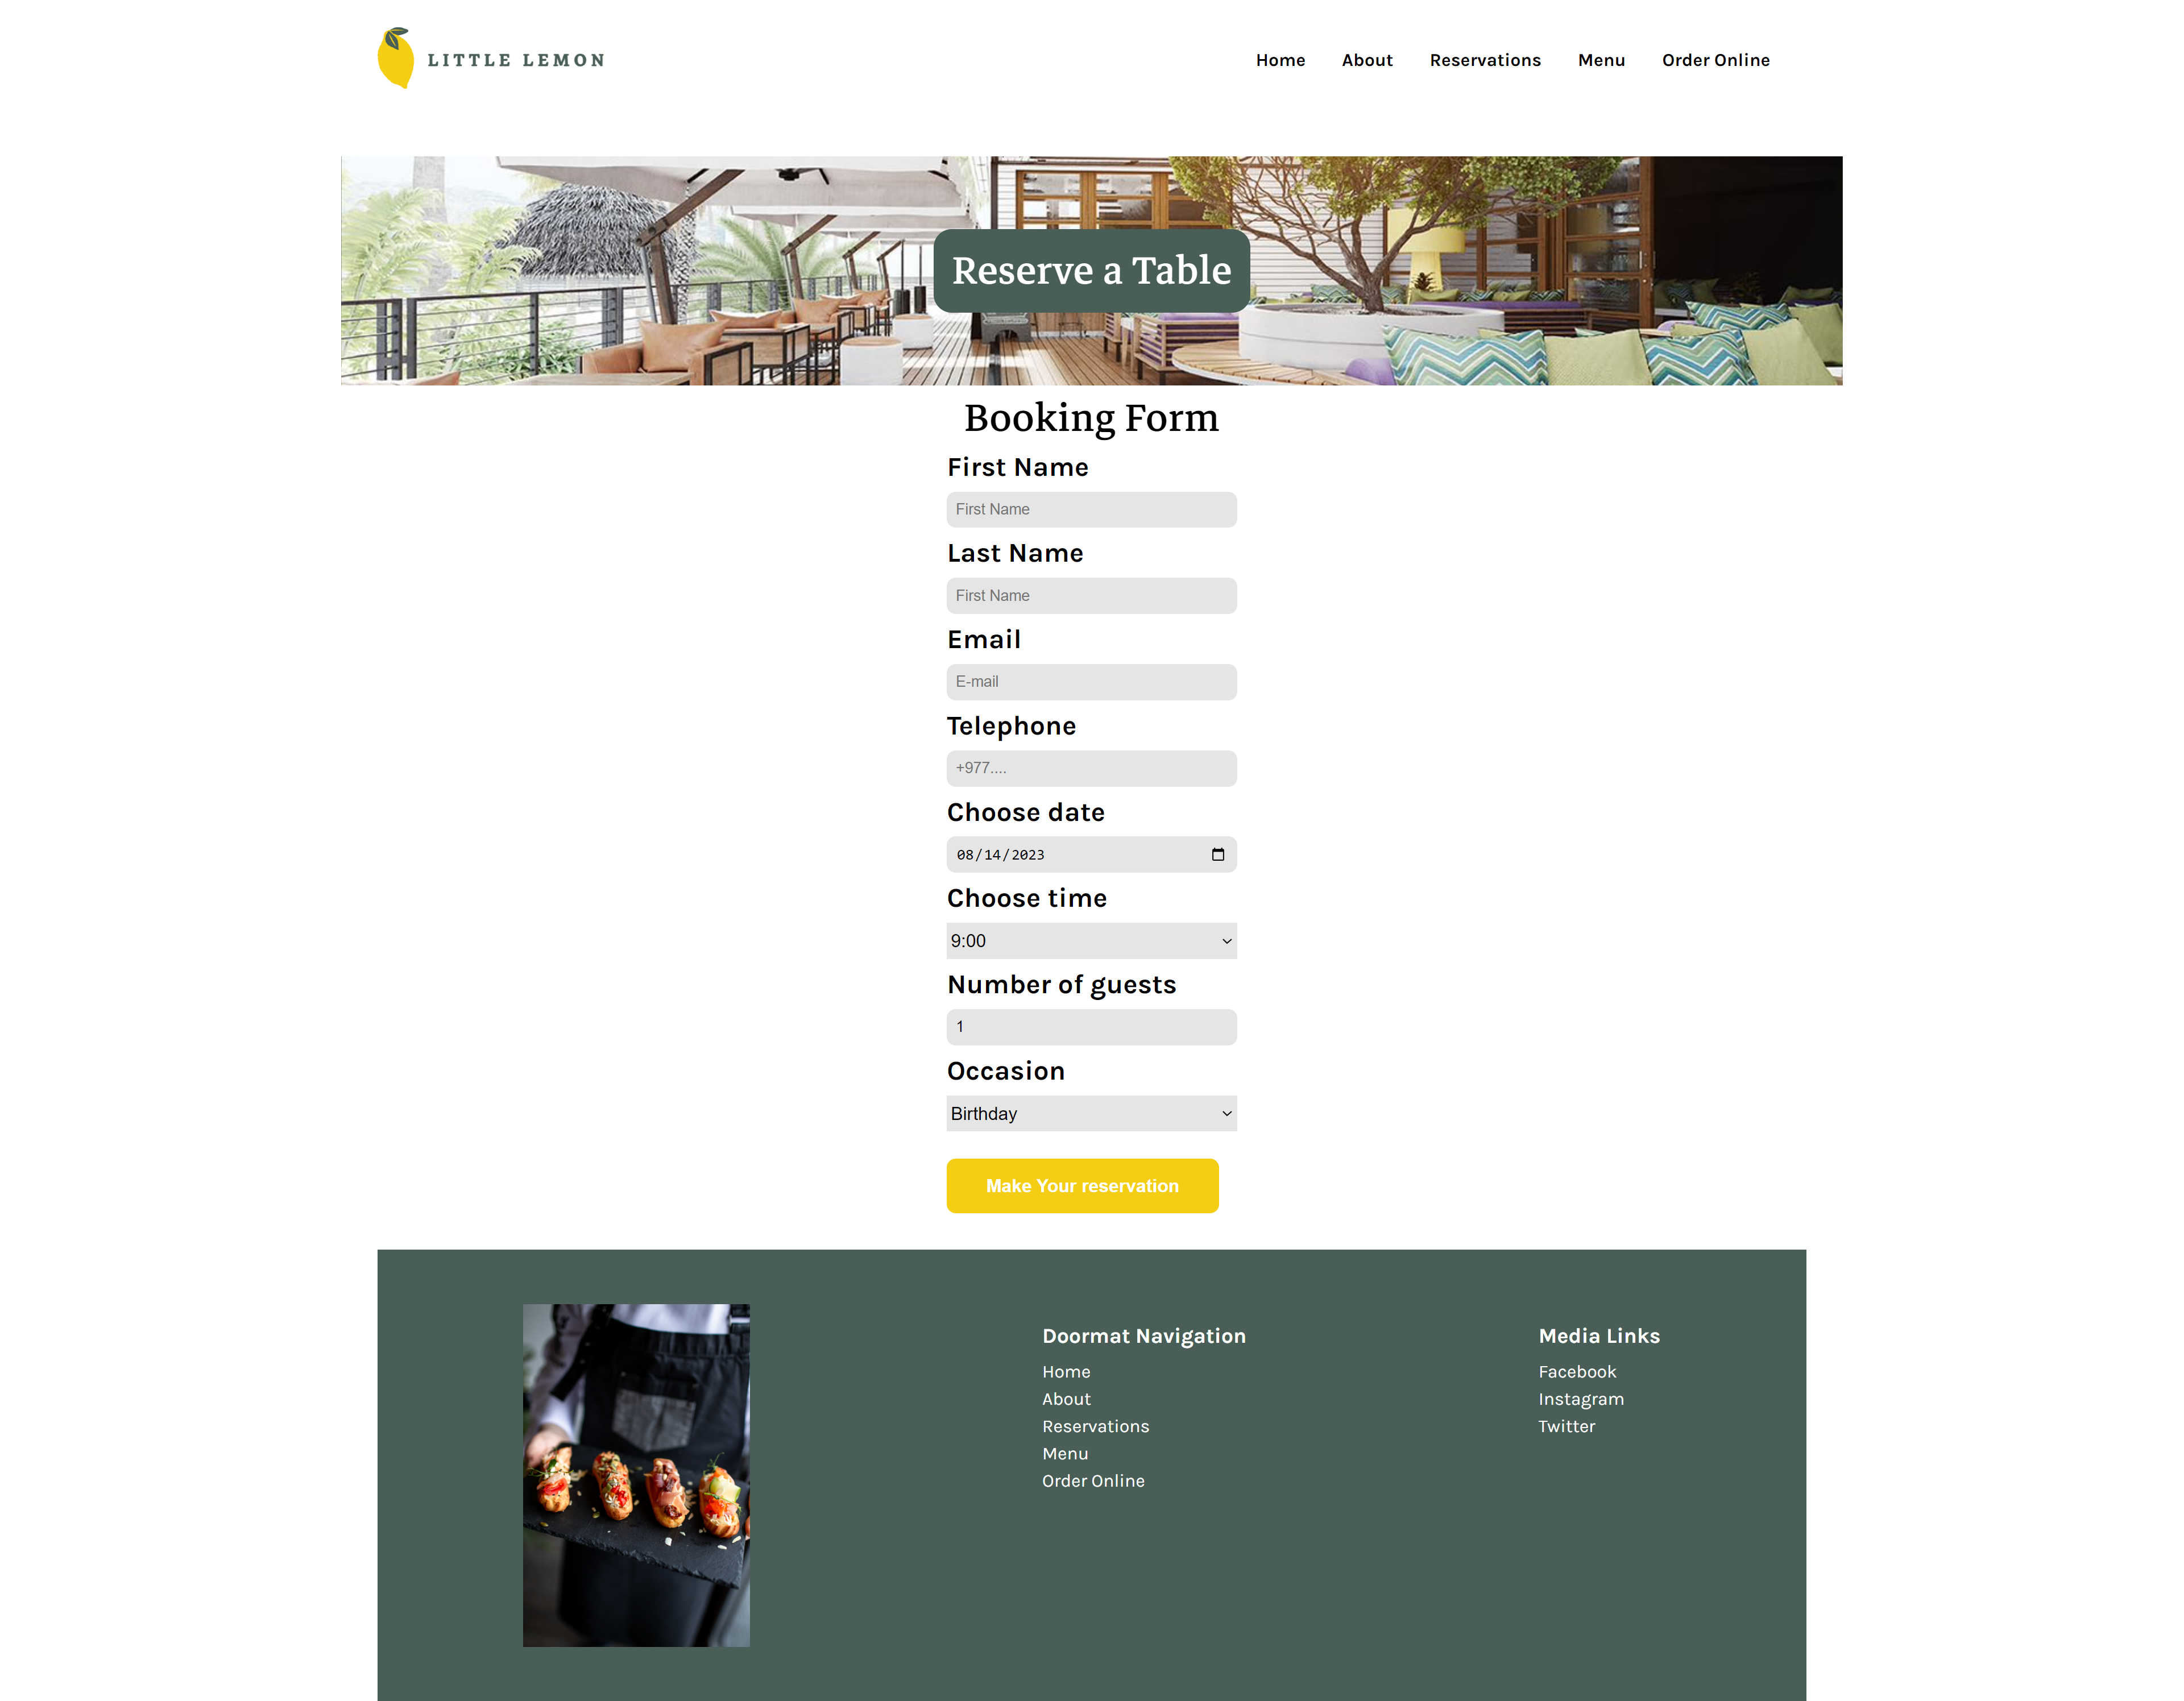 LITTLE LEMON
Home About Reservations Menu Order Online
Reserve a Table
Booking Form
First Name
First Name
Last Name
First Name
Email
E-mail
Telephone
+977....
Choose date
08/14/2023
Choose time
9:00
Number of guests
1
Occasion
Birthday
Make Your reservation
Doormat Navigation
Home
About
Reservations
Menu
Order Online
Media Links
Facebook
Instagram
Twitter